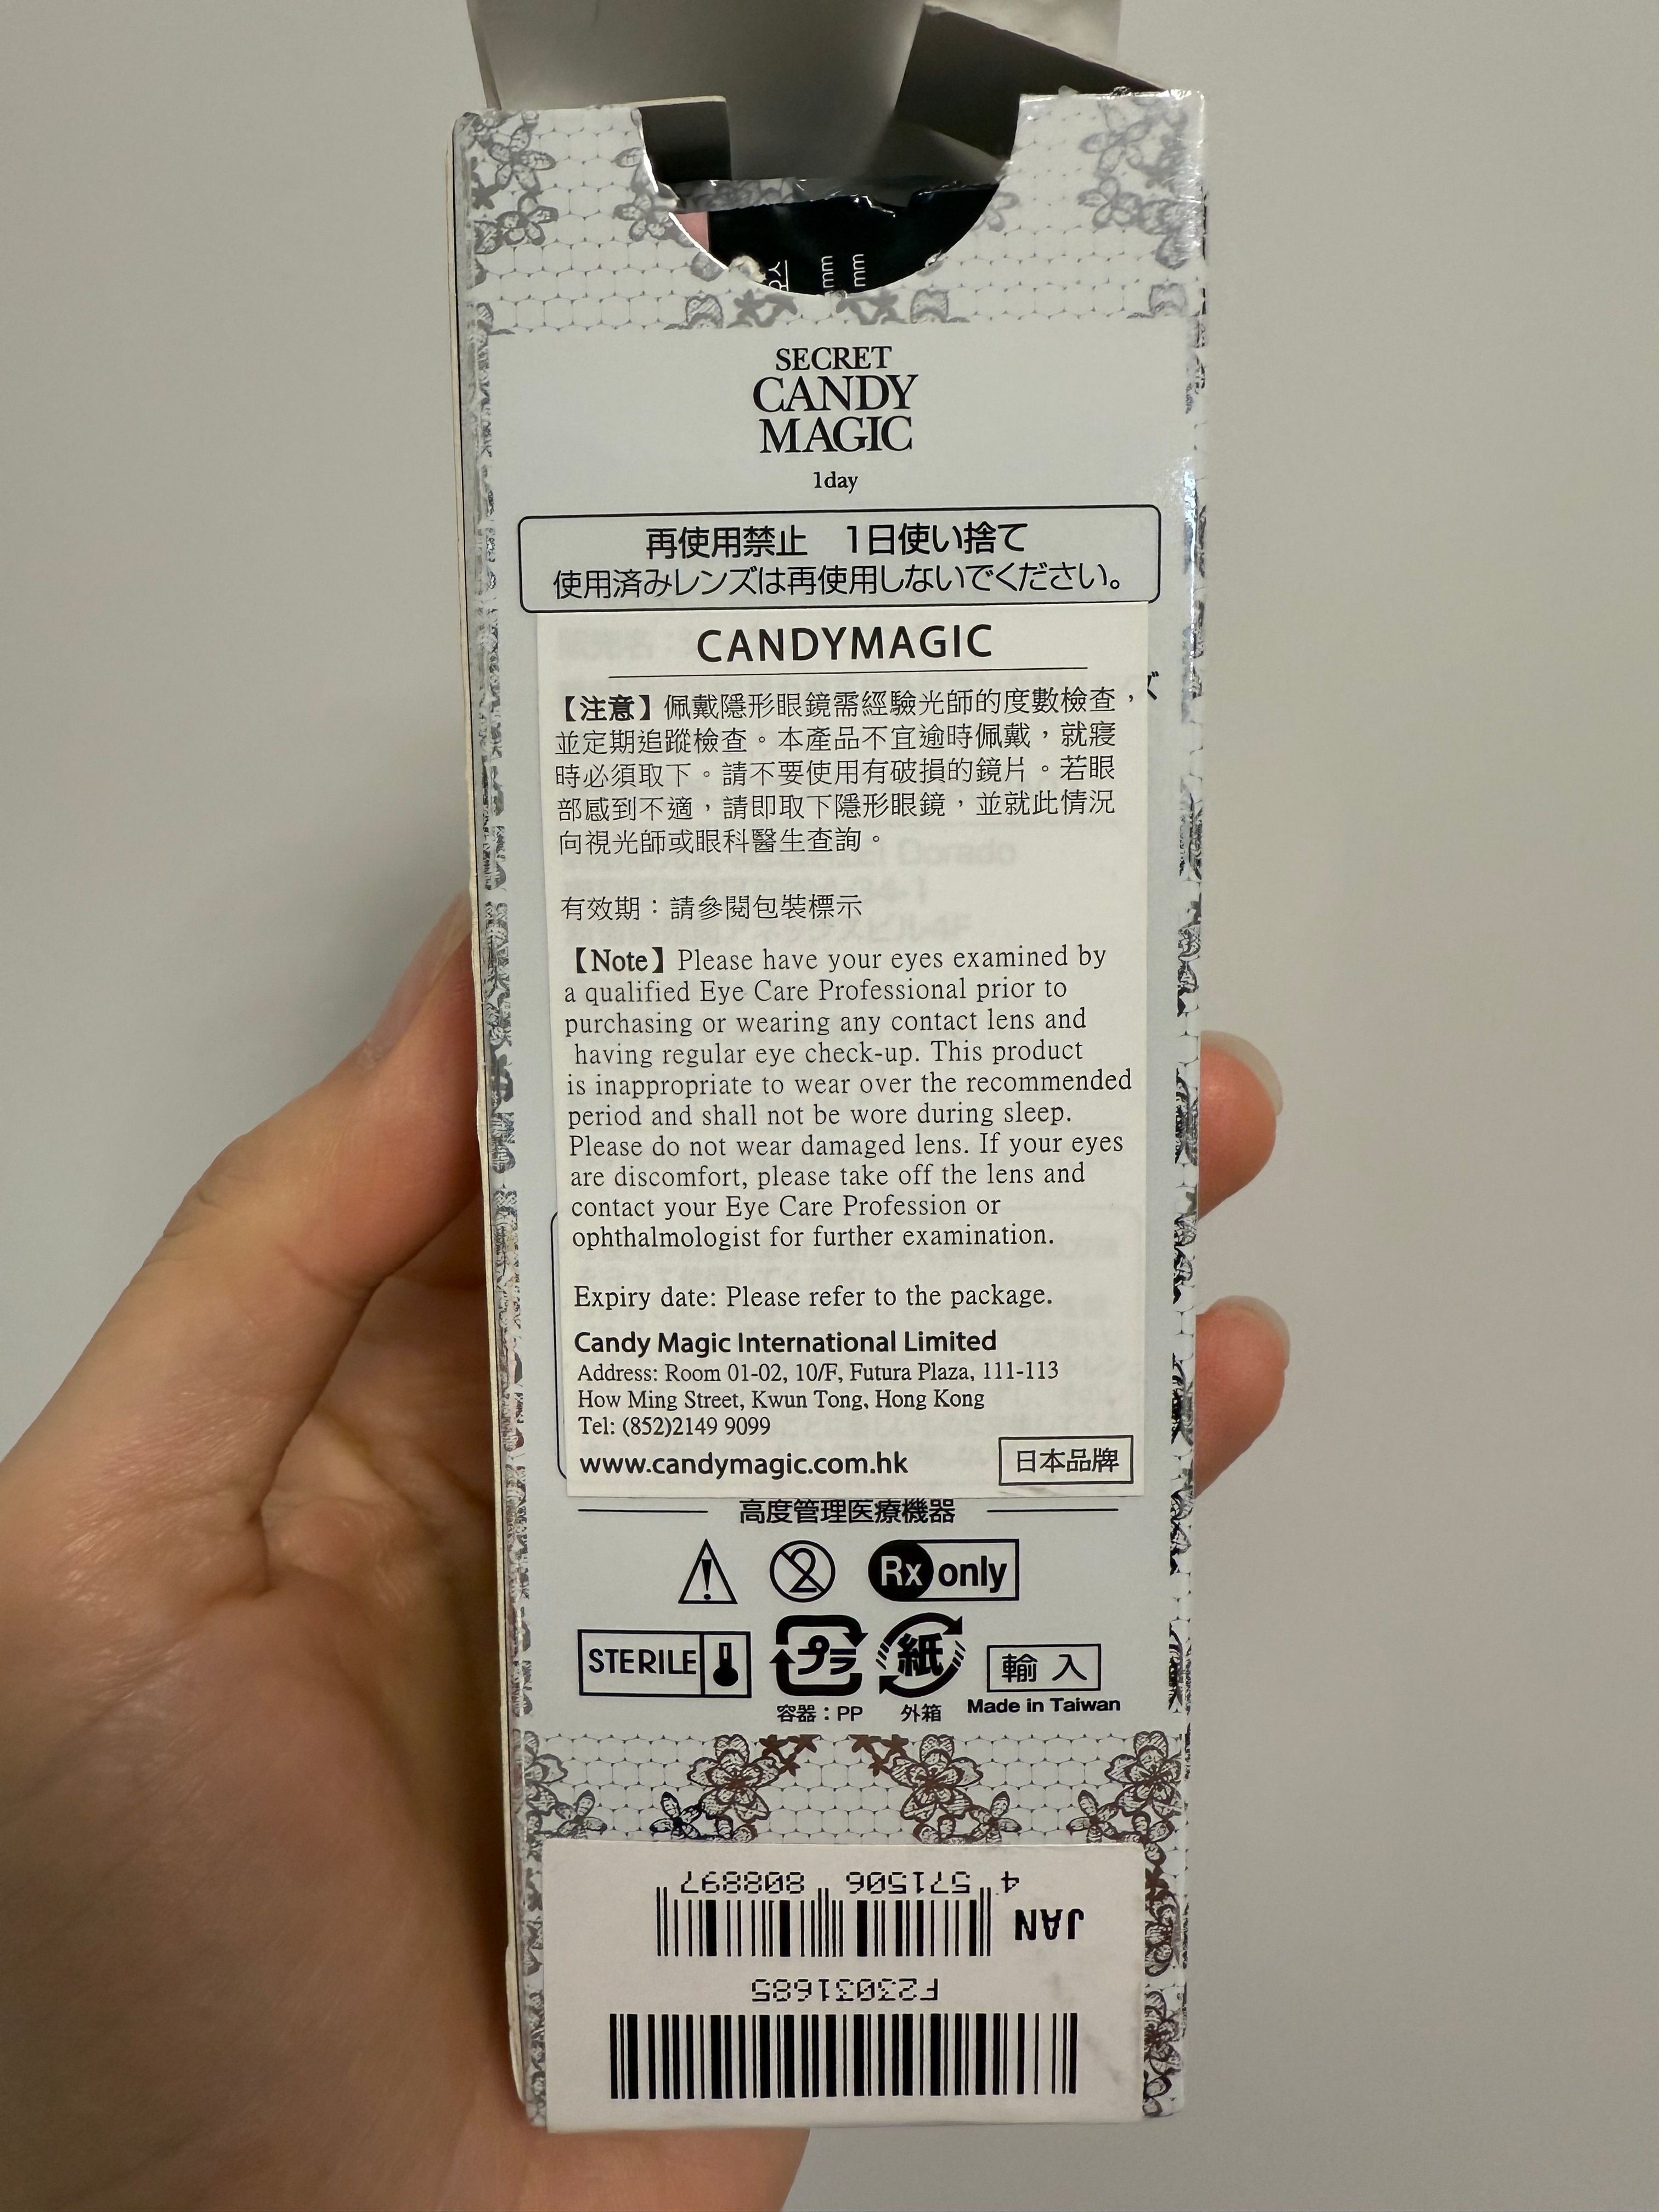 mm
mm
SECRET
CANDY
MAGIC
1day
再使用禁止 1日使い捨て
使用済みレンズは再使用しないでください。
CANDYMAGIC
【注意】佩戴隱形眼鏡需經驗光師的度數檢查，
並定期追蹤檢查。本產品不宜逾時佩戴，就寢
時必須取下。請不要使用有破損的鏡片。若眼
部感到不適，請即取下隱形眼鏡，並就此情況
向視光師或眼科醫生查詢。
有效期：請參閱包裝標示
【Note】Please have your eyes examined by
a qualified Eye Care Professional prior to
purchasing or wearing any contact lens and
having regular eye check-up. This product
is inappropriate to wear over the recommended
period and shall not be wore during sleep.
Please do not wear damaged lens. If your eyes
are discomfort, please take off the lens and
contact your Eye Care Profession or
ophthalmologist for further examination.
Expiry date: Please refer to the package.
Candy Magic International Limited
Address: Room 01-02, 10/F, Futura Plaza, 111-113
How Ming Street, Kwun Tong, Hong Kong
Tel: (852)2149 9099
www.candymagic.com.hk 日本品牌
高度管理医療機器
2 Rx only
STERILE プラ 紙 輸入
容器：PP 外箱 Made in Taiwan
4 571506 808897
JAN
F23031685